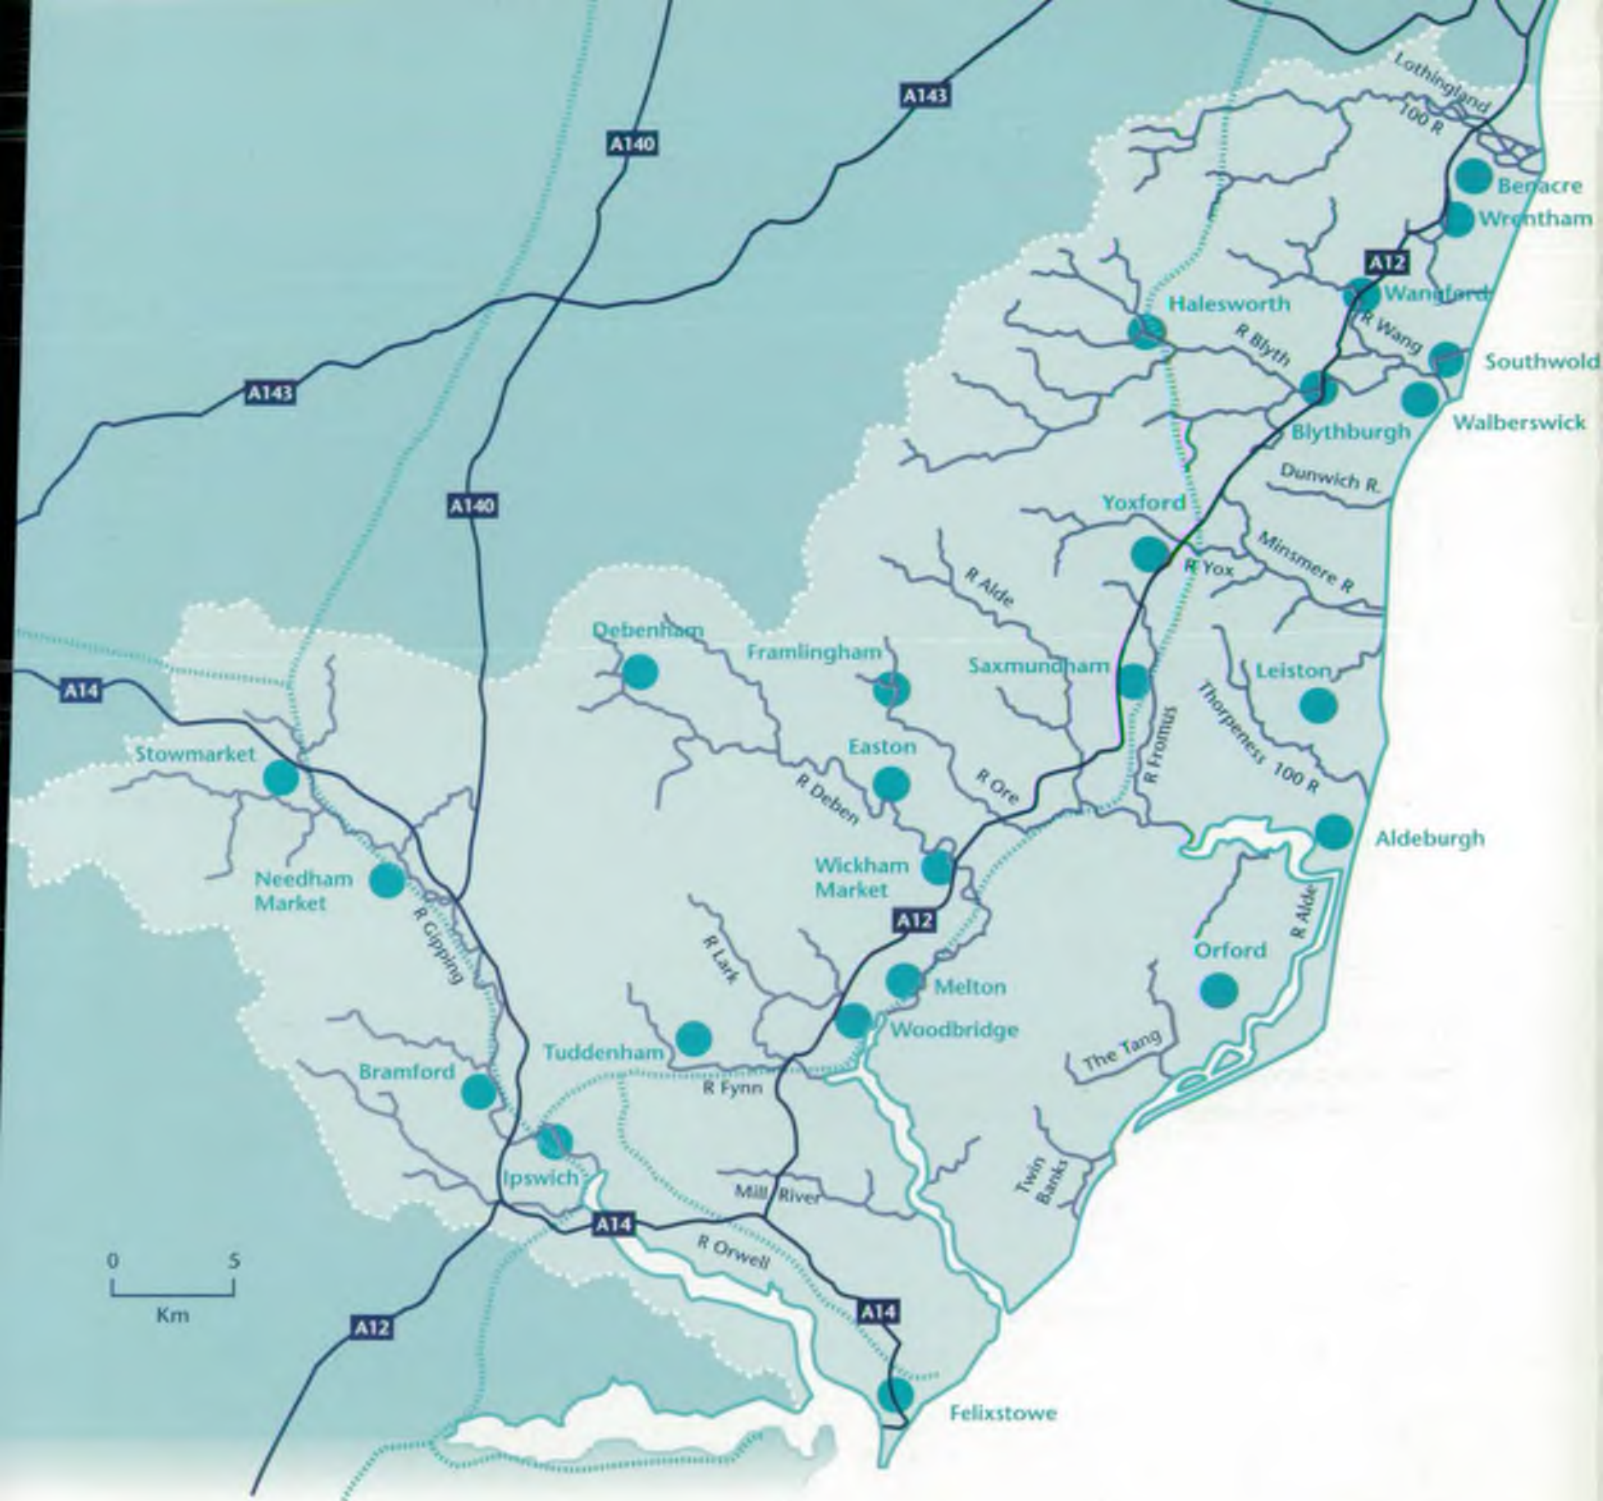 Lothingland
100 R
A143
A140
Benacre
Wrentham
A12
Wangford
Halesworth
R Wang
R Blyth
Southwold
A143
Walberswick
Blythburgh
Dunwich R.
A140
Yoxford
Minsmere R
R Yox
R Alde
Debenham
Framlingham
Saxmundham
Leiston
A14
Thorpeness 100 R
R Fromus
Stowmarket
Easton
R Ore
R Deben
Aldeburgh
Wickham
Market
Needham
Market
A12
R Alde
R Gipping
R Lark
Orford
Melton
Woodbridge
The Tang
Tuddenham
Bramford
R Fynn
Twin
Banks
Ipswich
Mill River
A14
R Orwell
0 5
Km
A14
A12
Felixstowe